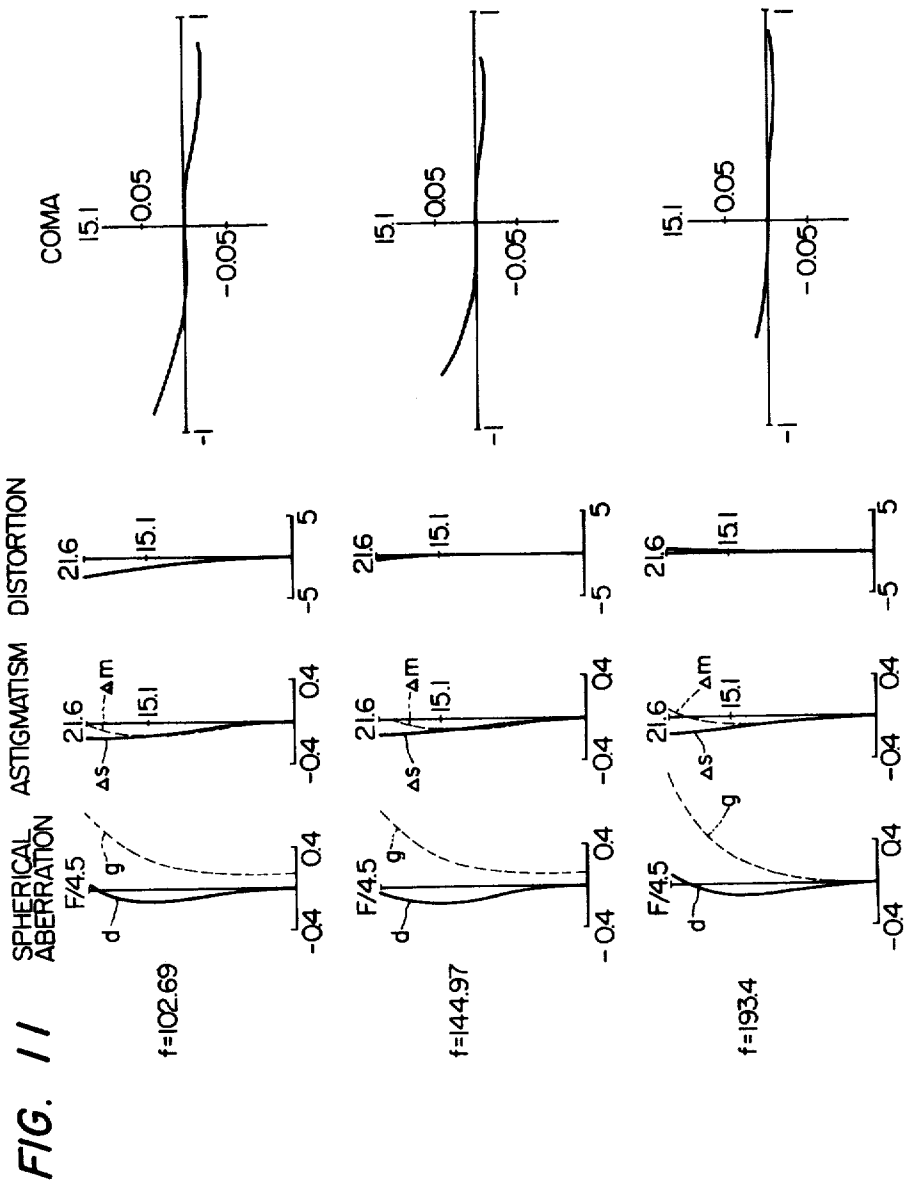 FIG. 11
SPHERICAL
ABERRATION
ASTIGMATISM
DISTORTION
COMA
f=102.69
F/4.5
d
g
-0.4
0.4
21.6
15.1
Δs
Δm
-0.4
0.4
21.6
15.1
-5
5
15.1
0.05
-0.05
-1
1
f=144.97
F/4.5
d
g
-0.4
0.4
21.6
15.1
Δs
Δm
-0.4
0.4
21.6
15.1
-5
5
15.1
0.05
-0.05
-1
1
f=193.4
F/4.5
d
g
-0.4
0.4
21.6
15.1
Δs
Δm
-0.4
0.4
21.6
15.1
-5
5
15.1
0.05
-0.05
-1
1